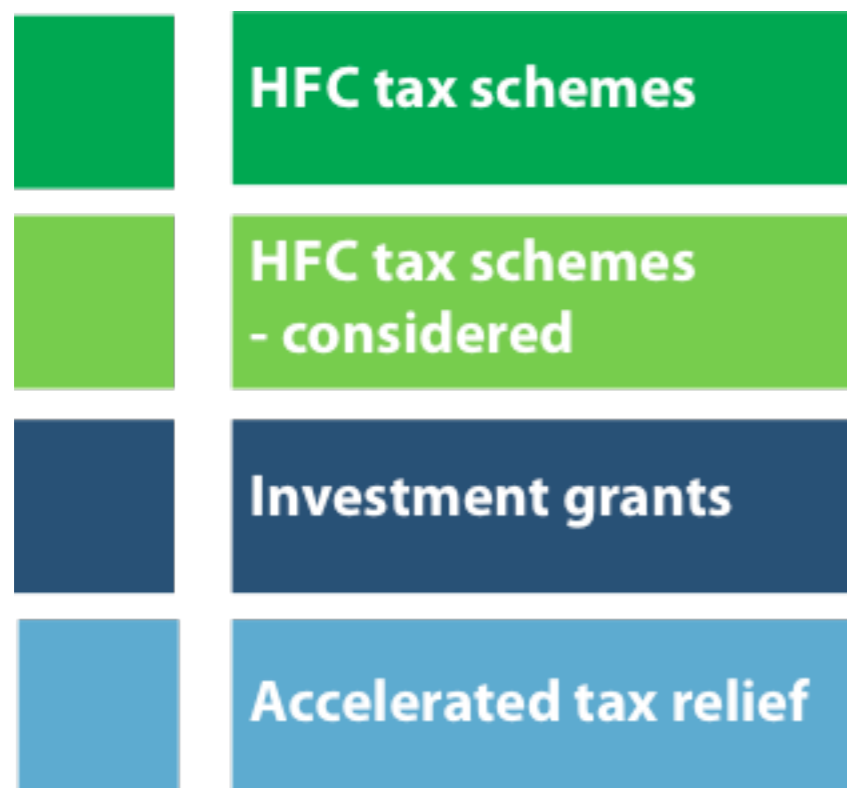 HFC tax schemes
HFC tax schemes
- considered
Investment grants
Accelerated tax relief